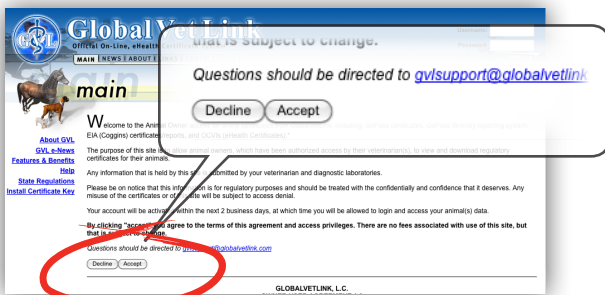 Global Vet Link
Official On-Line, eHealth Certificates
MAIN | NEWS | ABOUT
main
About GVL
GVL e-News
Features & Benefits
Help
State Regulations
Install Certificate Key
that is subject to change.
Questions should be directed to gvlsupport@globalvetlink
Decline Accept
Welcome to the Animal Owner
EIA (Coggins) certificate reports, and OCVIs (eHealth Certificates).*
The purpose of this site is to allow animal owners, which have been authorized access by their veterinarian(s), to view and download regulatory
certificates for their animals.
Any information that is held by this site is submitted by your veterinarian and diagnostic laboratories.
Please be on notice that this information is for regulatory purposes and should be treated with the confidentially and confidence that it deserves. Any
misuse of the certificates or of this site will be subject to access denial.
Your account will be activated within the next 2 business days, at which time you will be allowed to login and access your animal(s) data.
By clicking "accept" you agree to the terms of this agreement and access privileges. There are no fees associated with use of this site, but
that is subject to change.
Questions should be directed to gvlsupport@globalvetlink.com
Decline Accept
GLOBALVETLINK, L.C.